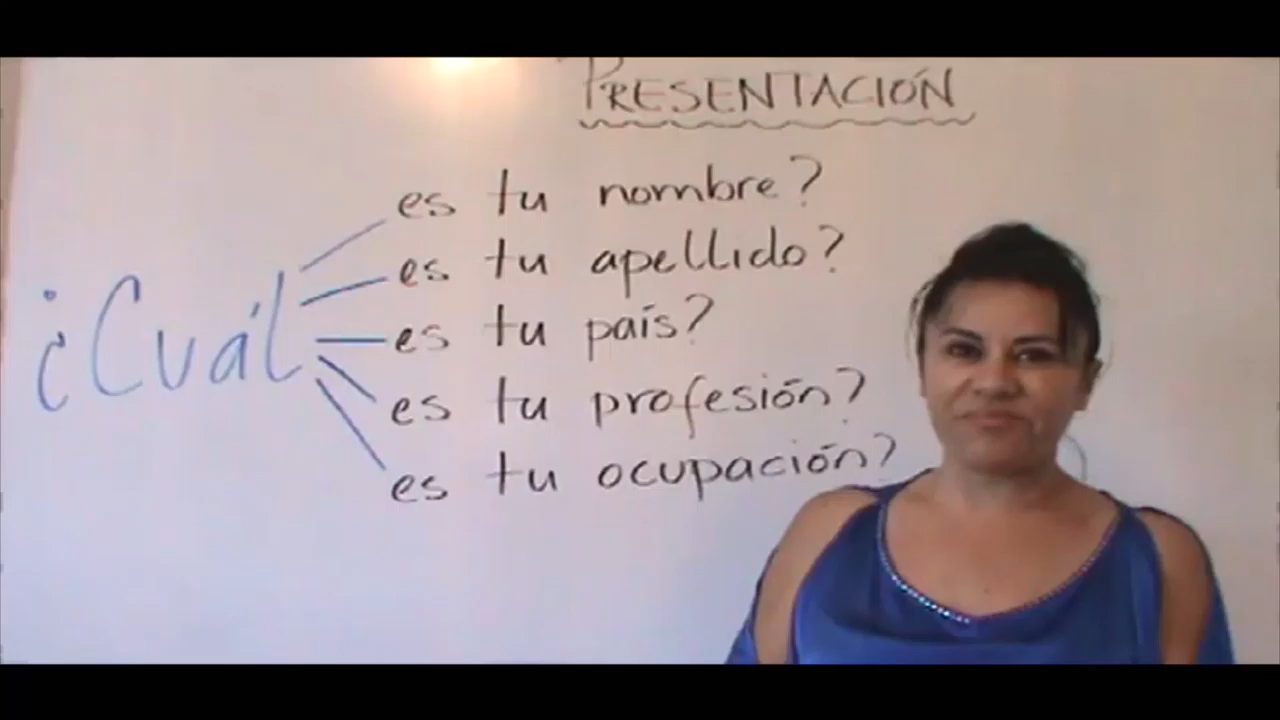 PRESENTACIÓN
es tu nombre?
es tu apellido?
¿Cuál
es tu país?
es tu profesión?
es tu ocupación?